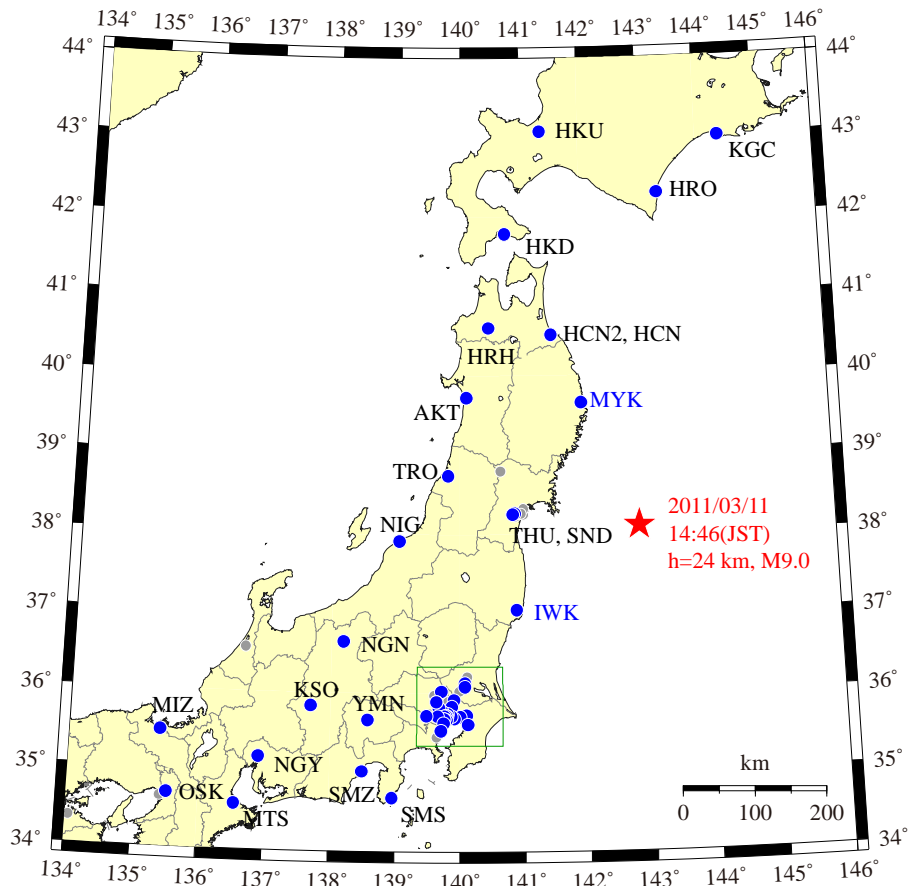 135˚ 136˚ 137˚ 138˚ 139˚ 140˚ 141˚ 142˚ 143˚ 144˚ 145˚ 146˚
44˚ 44˚
43˚ 43˚
HKU
KGC
HRO
42˚ 42˚
HKD
41˚ 41˚
HCN2, HCN
HRH
40˚ 40˚
MYK
AKT
39˚ 39˚
TRO
2011/03/11
NIG
14:46(JST)
38˚ 38˚
THU, SND
h=24 km, M9.0
37˚ 37˚
IWK
NGN
36˚ 36˚
KSO
MIZ
YMN
35˚ 35˚
NGY
km
OSK
SMZ
MTS
SMS
0 100 200
34˚ 34˚
134˚ 135˚ 136˚ 137˚ 138˚ 139˚ 140˚ 141˚ 142˚ 143˚ 144˚ 145˚ 146˚